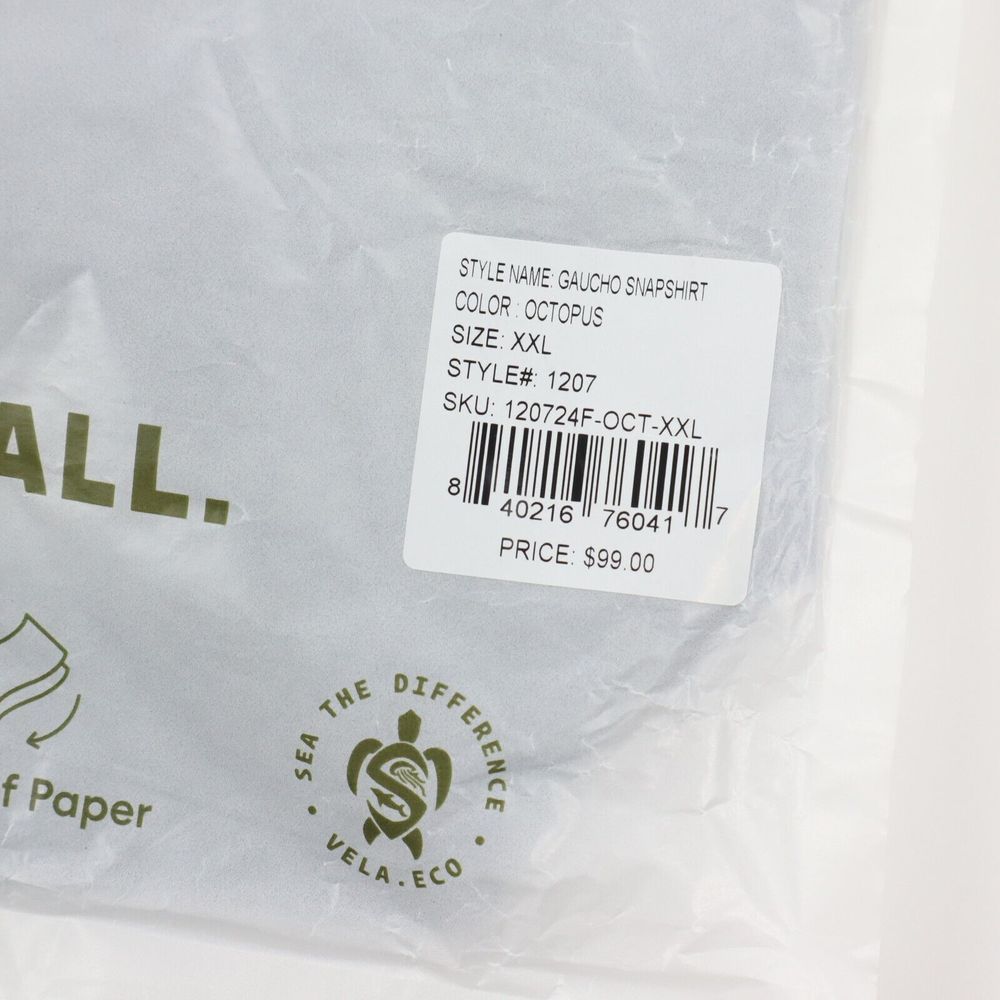 STYLE NAME: GAUCHO SNAPSHIRT
COLOR : OCTOPUS
SIZE: XXL
STYLE#: 1207
SKU: 120724F-OCT-XXL
8 40216 76041 7
PRICE: $99.00
ALL.
f Paper
SEA THE DIFFERENCE
• VELA.ECO •